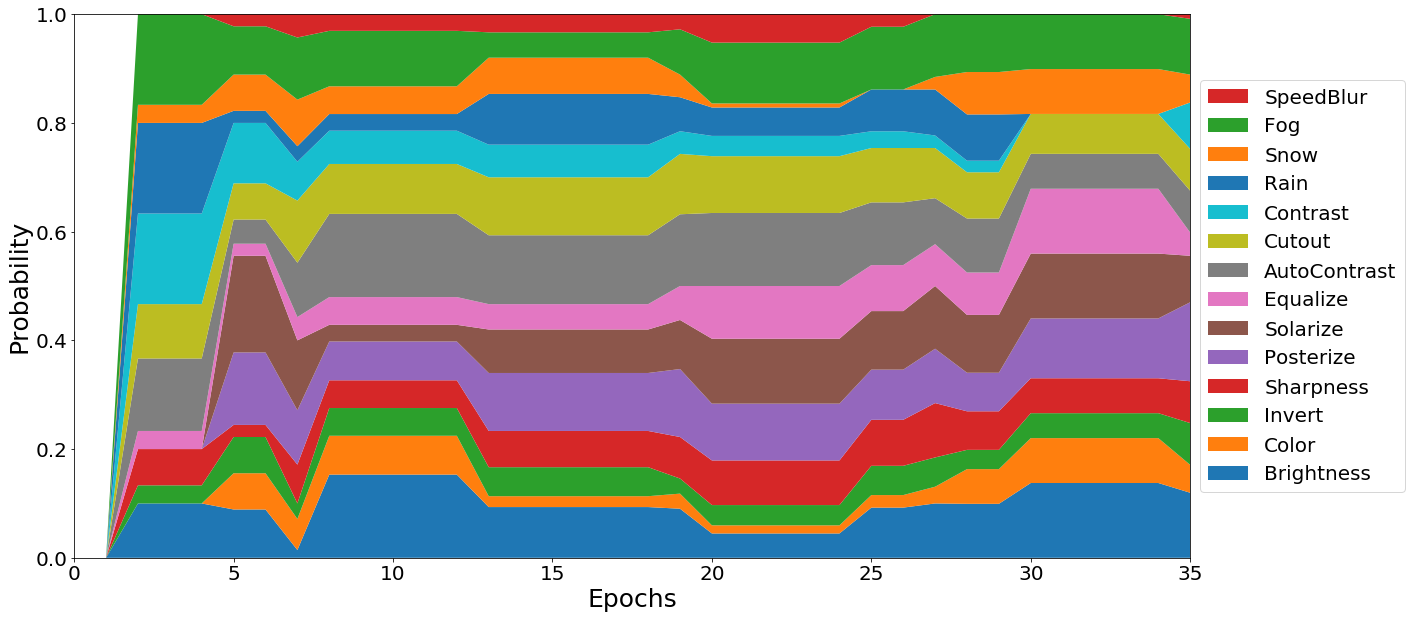 1.0
0.8
0.6
0.4
0.2
0.0
Probability
0 5 10 15 20 25 30 35
Epochs
SpeedBlur
Fog
Snow
Rain
Contrast
Cutout
AutoContrast
Equalize
Solarize
Posterize
Sharpness
Invert
Color
Brightness